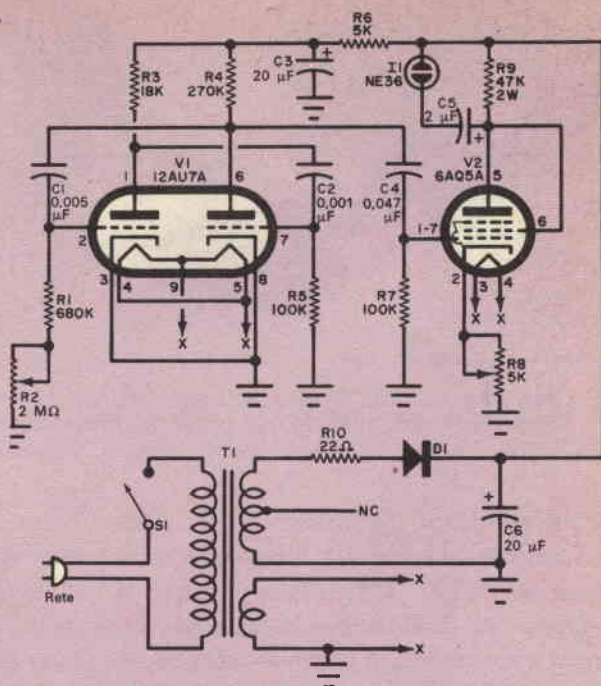 R6
5K
R3
18K
R4
270K
C3
20 µF
+
I1
NE36
R9
47K
2W
C5
2 µF
+
C1
0,005
µF
1
V1
12AU7A
6
C2
0,001
µF
C4
0,047
µF
V2
6AQ5A
5
2
7
1-7
6
3
4
9
5
8
2
3
4
R1
680K
X
X
R5
100K
R7
100K
X
X
R8
5K
R2
2 MΩ
T1
R10
22Ω
D1
S1
NC
+
C6
20 µF
Rete
X
X